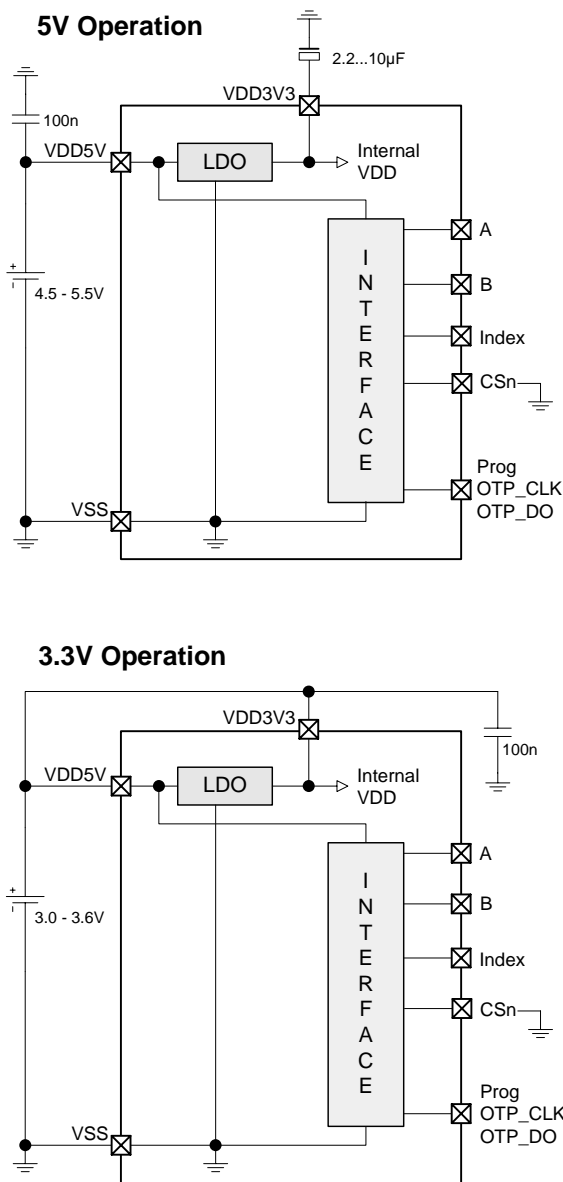 5V Operation
2.2...10µF
VDD3V3
100n
VDD5V
LDO
Internal
VDD
A
INTERFACE
B
4.5 - 5.5V
Index
CSn
Prog
OTP_CLK
OTP_DO
VSS
3.3V Operation
VDD3V3
100n
VDD5V
LDO
Internal
VDD
A
INTERFACE
B
3.0 - 3.6V
Index
CSn
Prog
OTP_CLK
OTP_DO
VSS